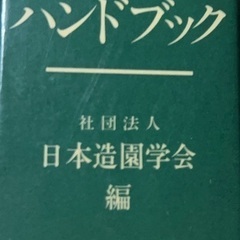 ハンドブック
社団法人
日本造園学会
編